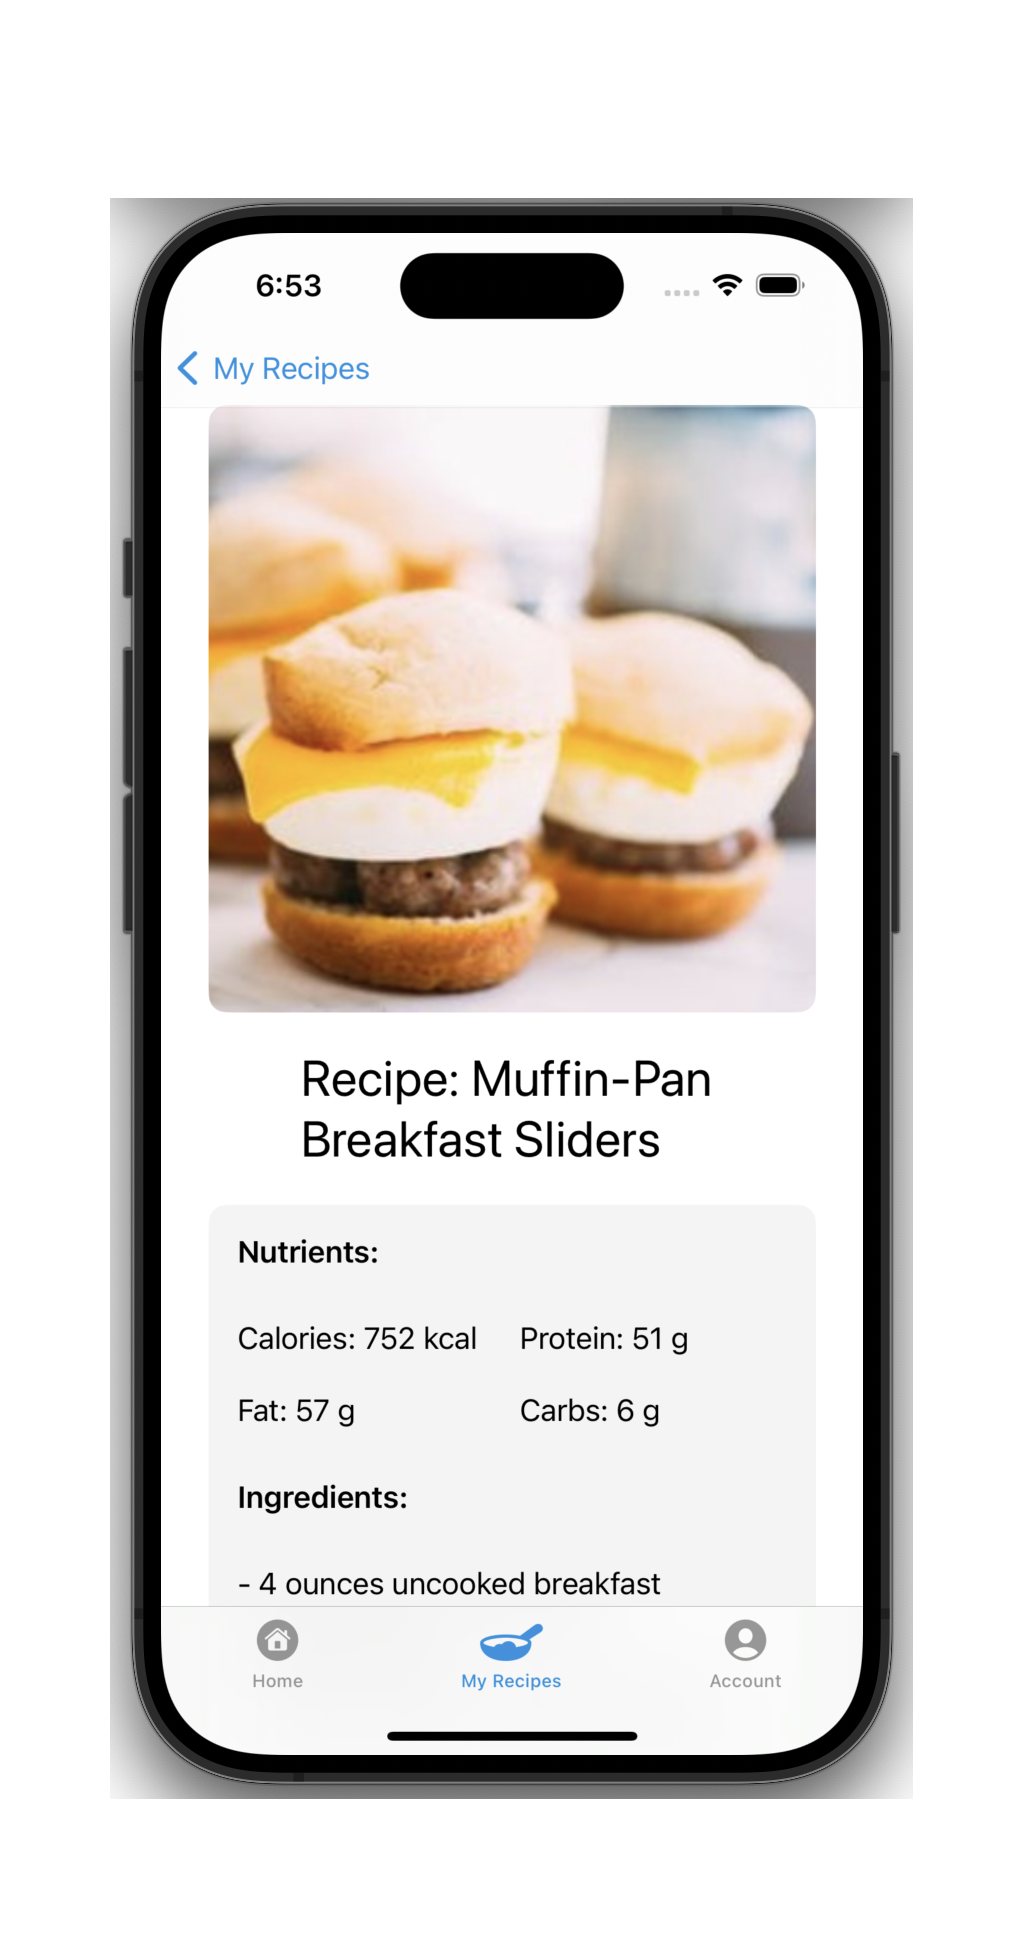 6:53
My Recipes
Recipe: Muffin-Pan
Breakfast Sliders
Nutrients:
Calories: 752 kcal Protein: 51 g
Fat: 57 g Carbs: 6 g
Ingredients:
- 4 ounces uncooked breakfast
Home My Recipes Account